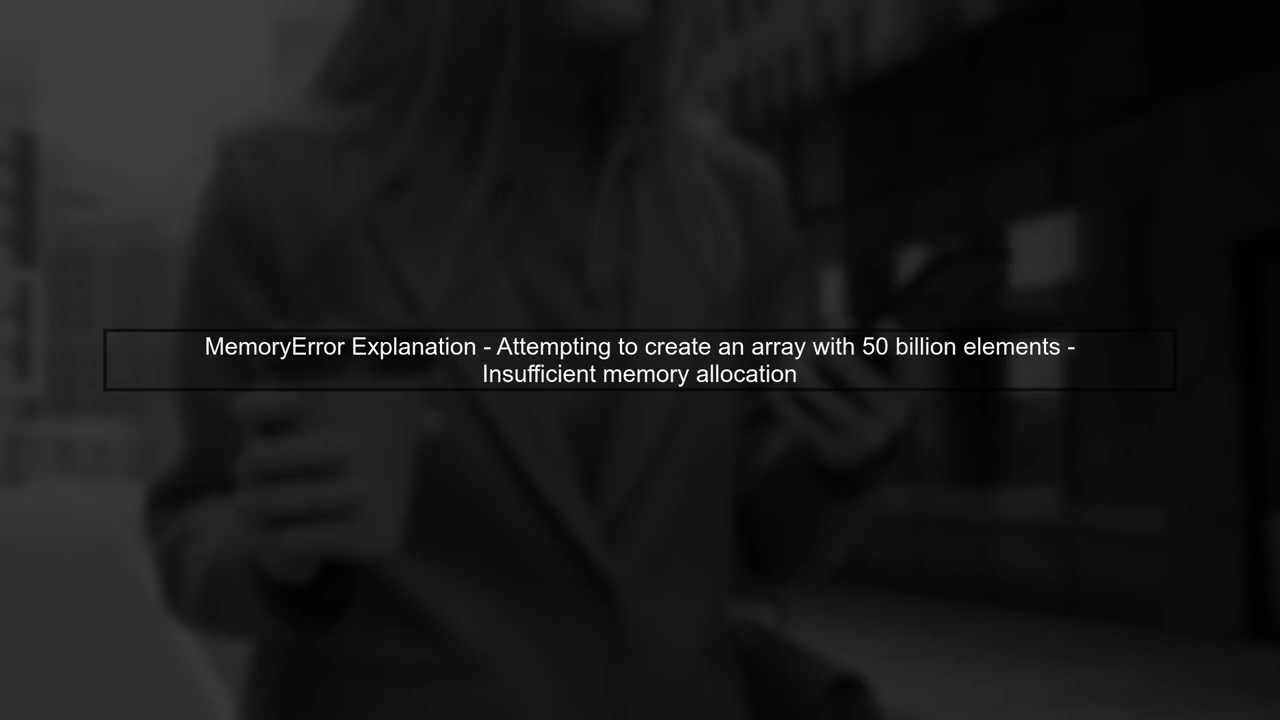 MemoryError Explanation - Attempting to create an array with 50 billion elements -
Insufficient memory allocation